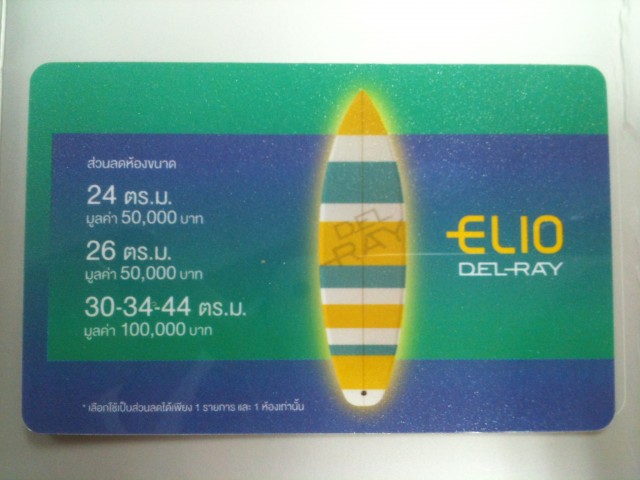 ส่วนลดห้องขนาด
24 ตร.ม.
มูลค่า 50,000 บาท
26 ตร.ม.
มูลค่า 50,000 บาท
30-34-44 ตร.ม.
มูลค่า 100,000 บาท
* เลือกใช้เป็นส่วนลดได้เพียง 1 รายการ และ 1 ห้องเท่านั้น
DEL
RAY
ELIO
DEL-RAY